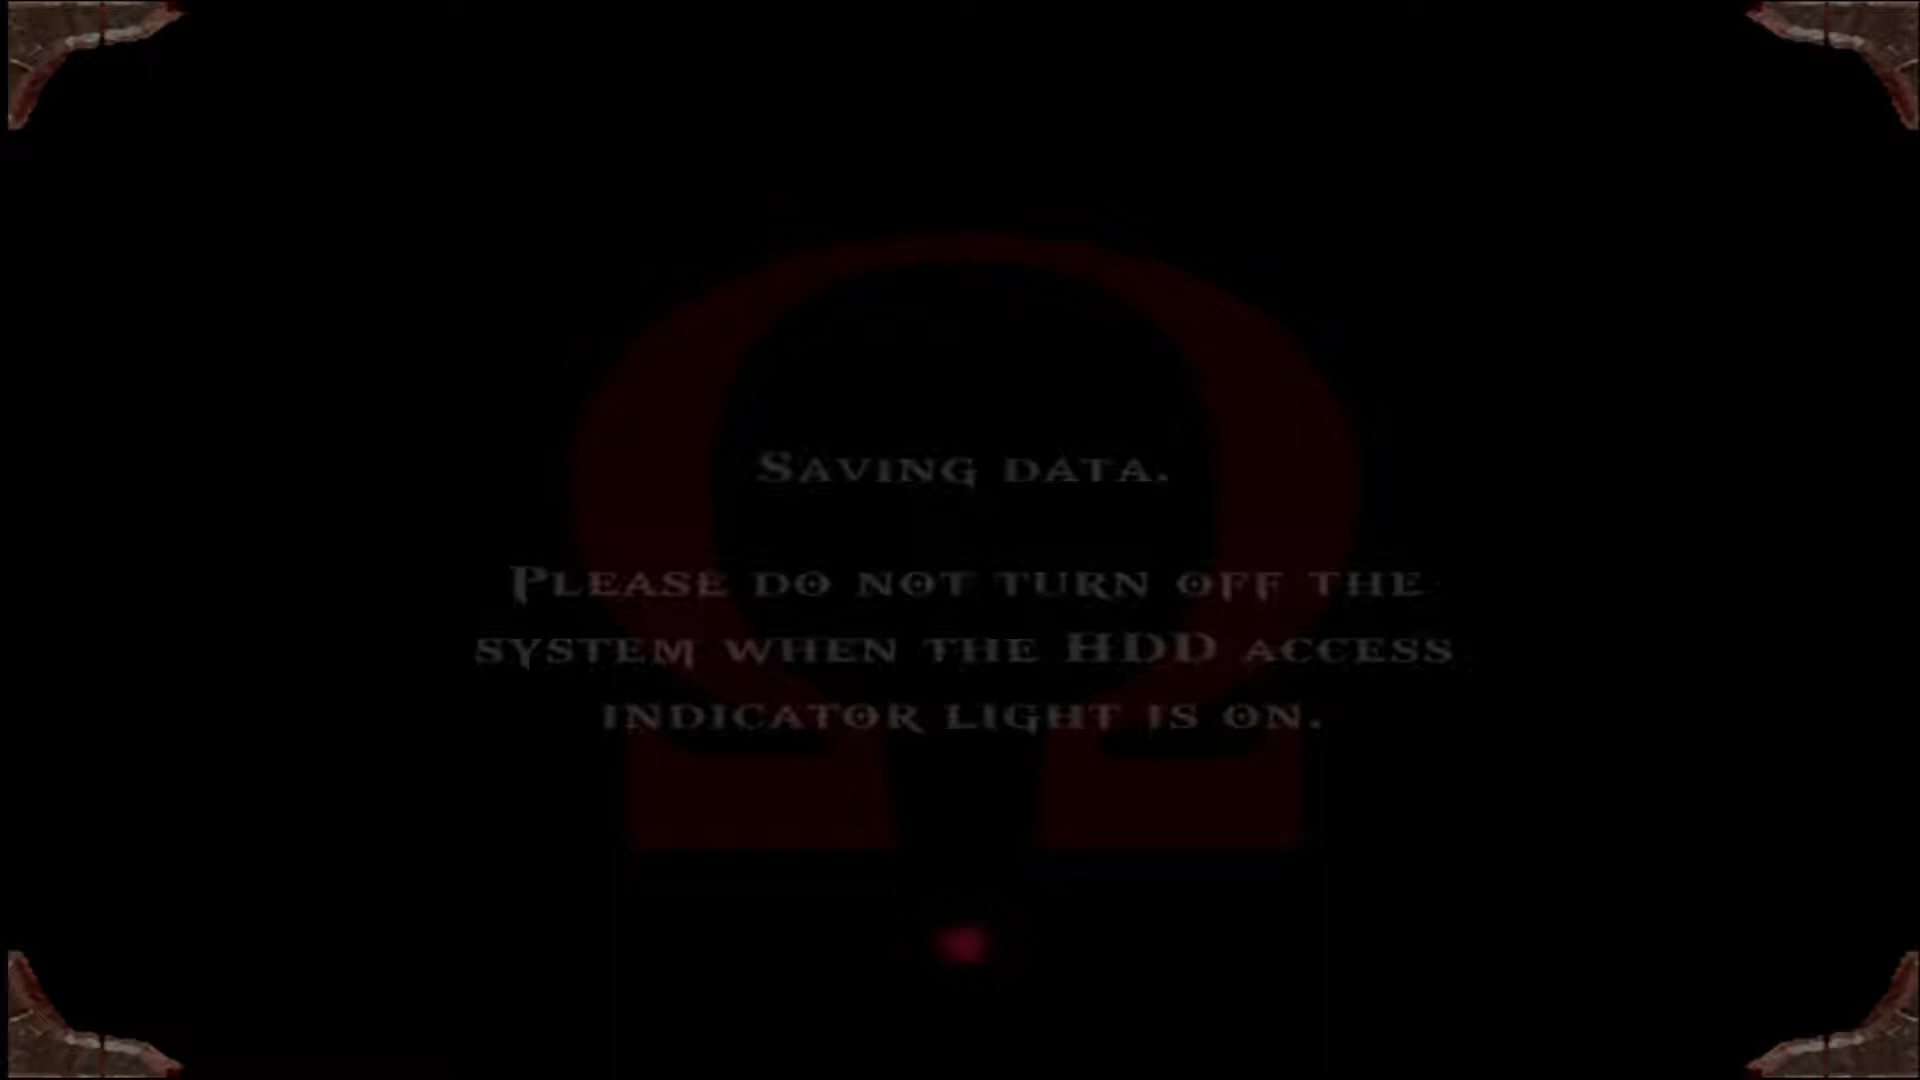 Saving data.
Please do not turn off the
system when the HDD access
indicator light is on.